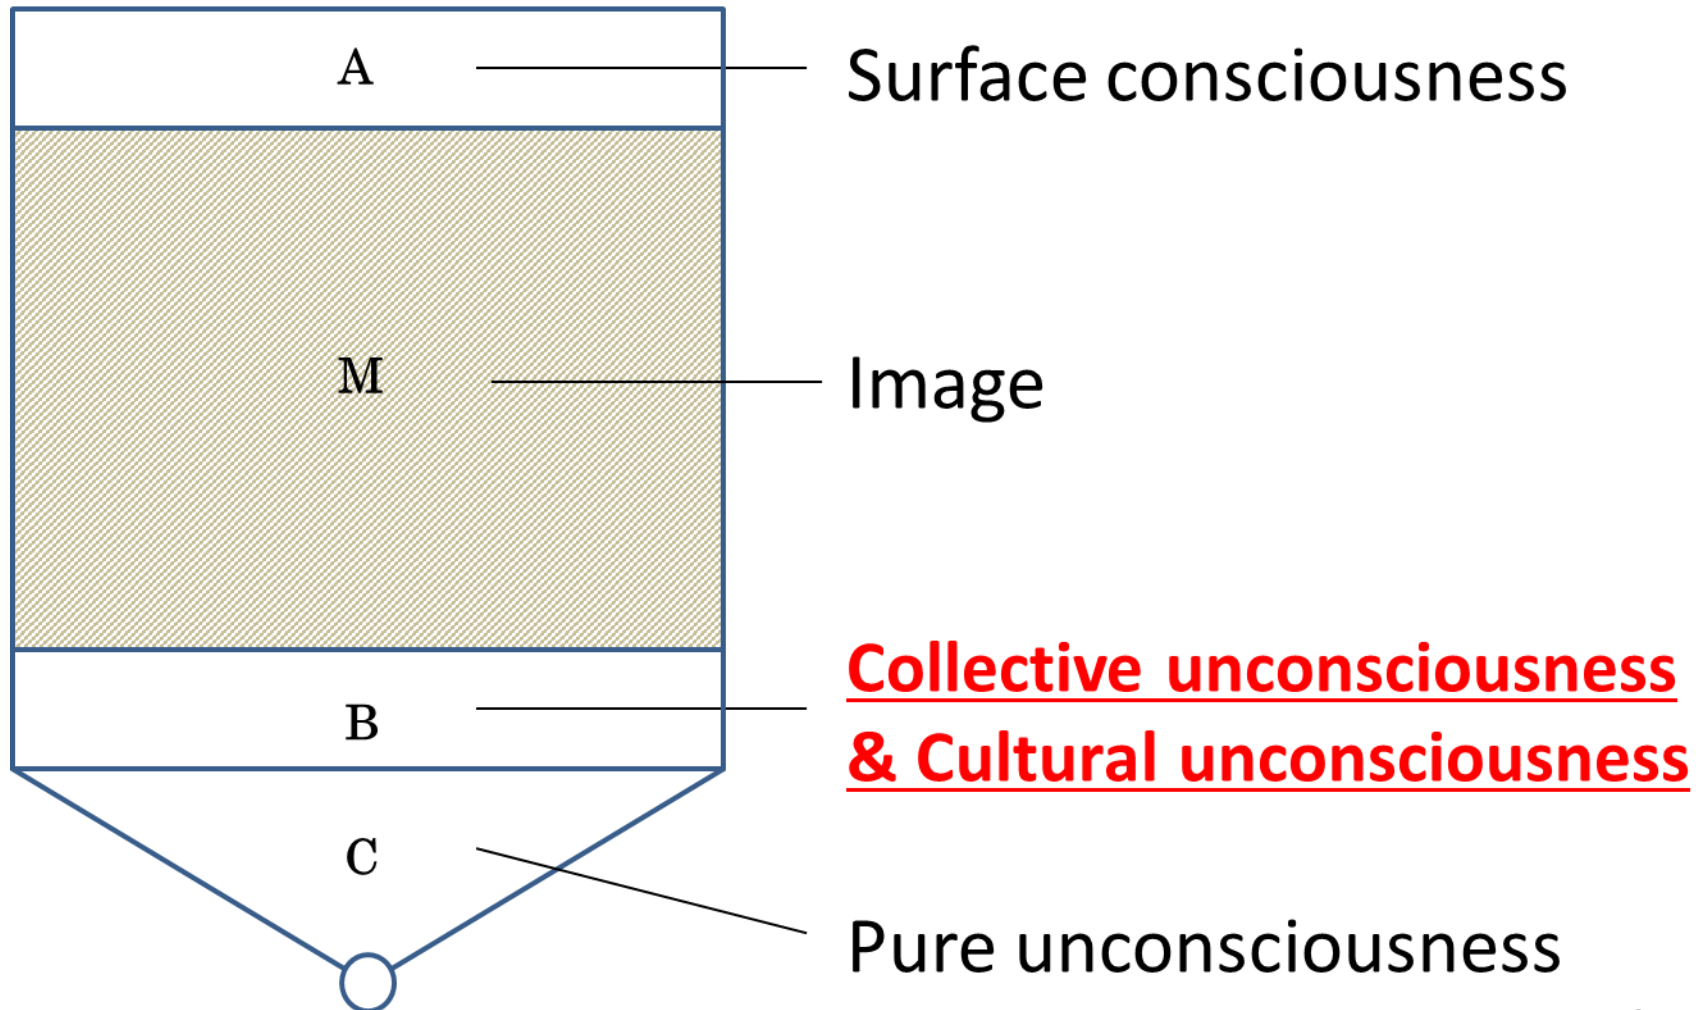 A
Surface consciousness
M
Image
Collective unconsciousness
B
& Cultural unconsciousness
C
Pure unconsciousness